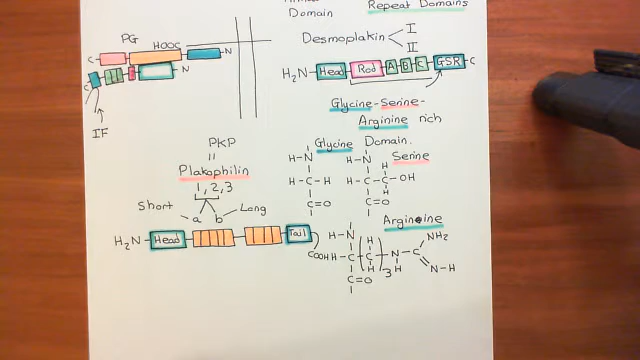 Domain
Repeat Domains
PG
HOOC
C
N
C
N
IF
Desmoplakin
I
II
H₂N
Head
Rod
A
B
C
GSR
C
Glycine-Serine-
Arginine rich
Domain.
PKP
=
Plakophilin
1, 2, 3
Short
a
b
Long
H₂N
Head
Tail
COOH
Glycine
H-N
H-C-H
C=O
Serine
H-N
H
H-C-C-OH
H
C=O
Arginine
H-N
H
H-C-(C)3-N-C
H
H
NH₂
N-H
C=O